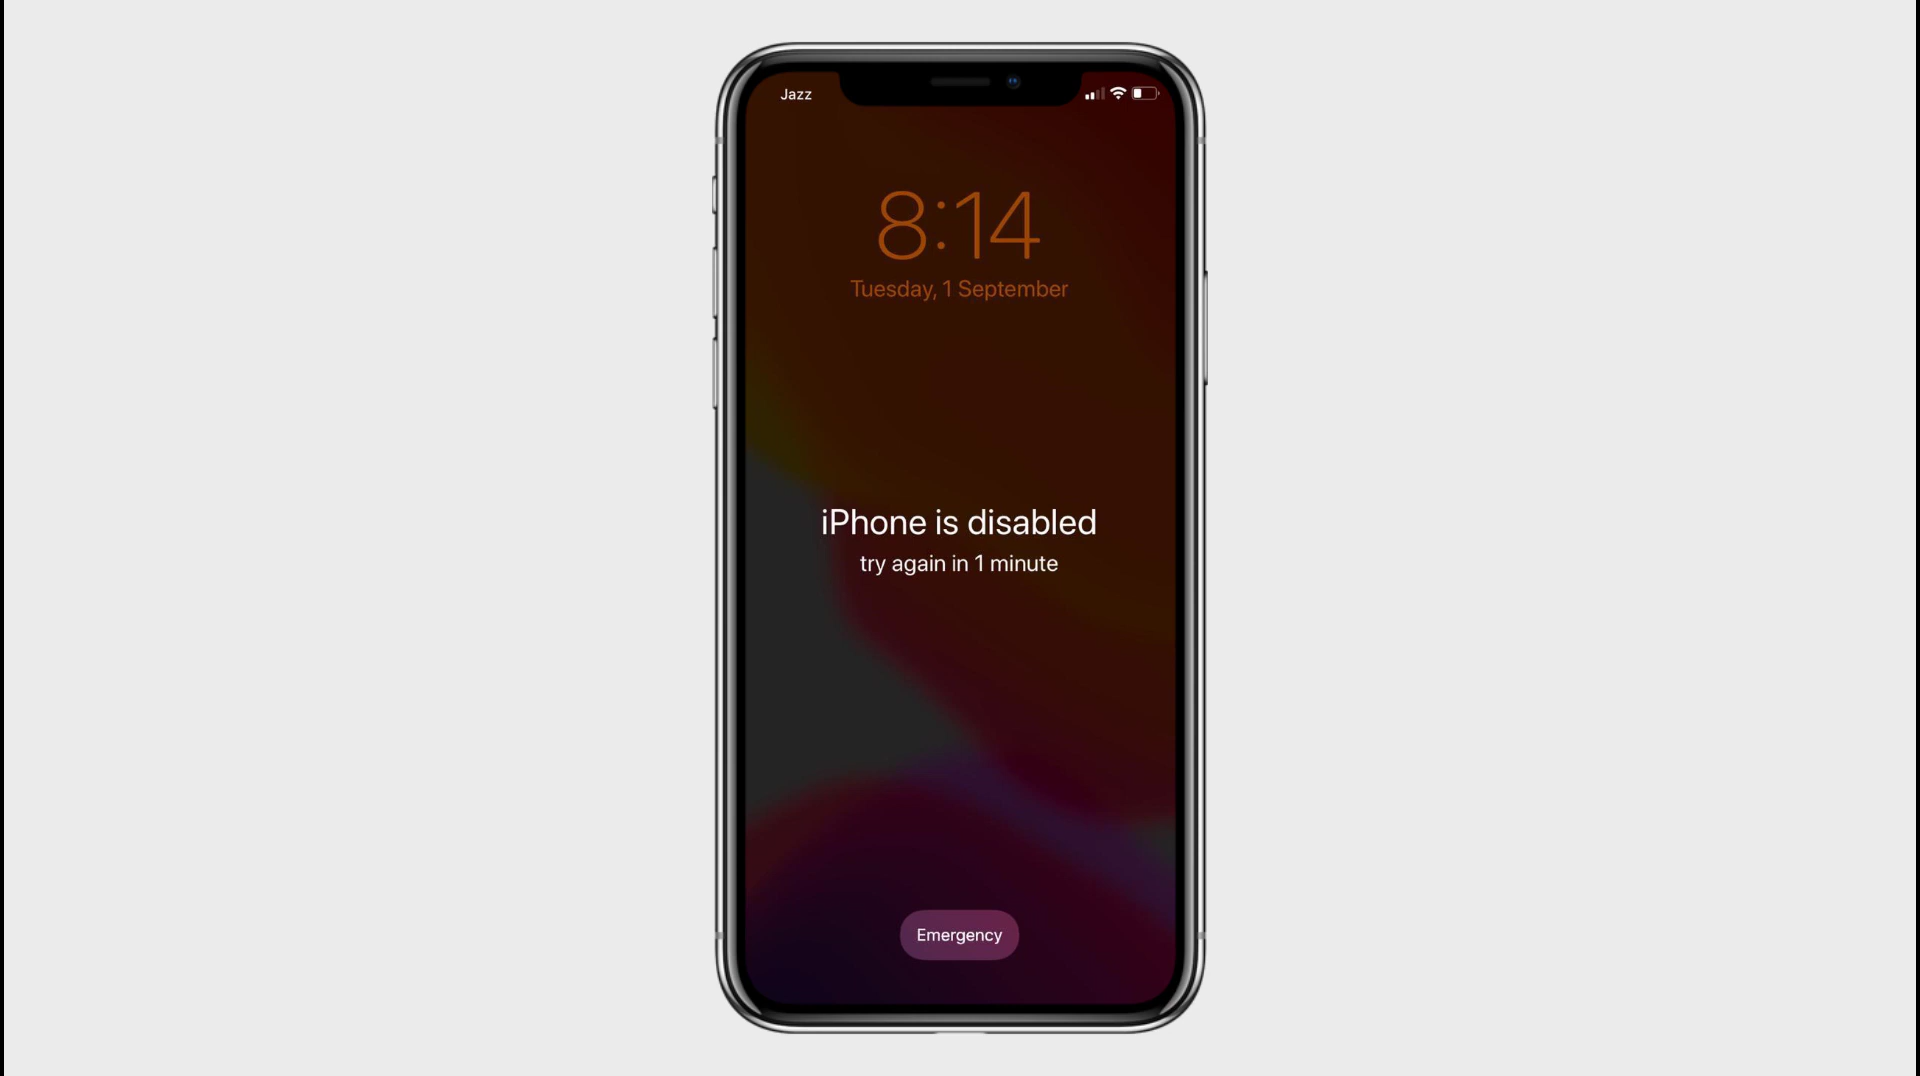 Jazz
8:14
Tuesday, 1 September
iPhone is disabled
try again in 1 minute
Emergency